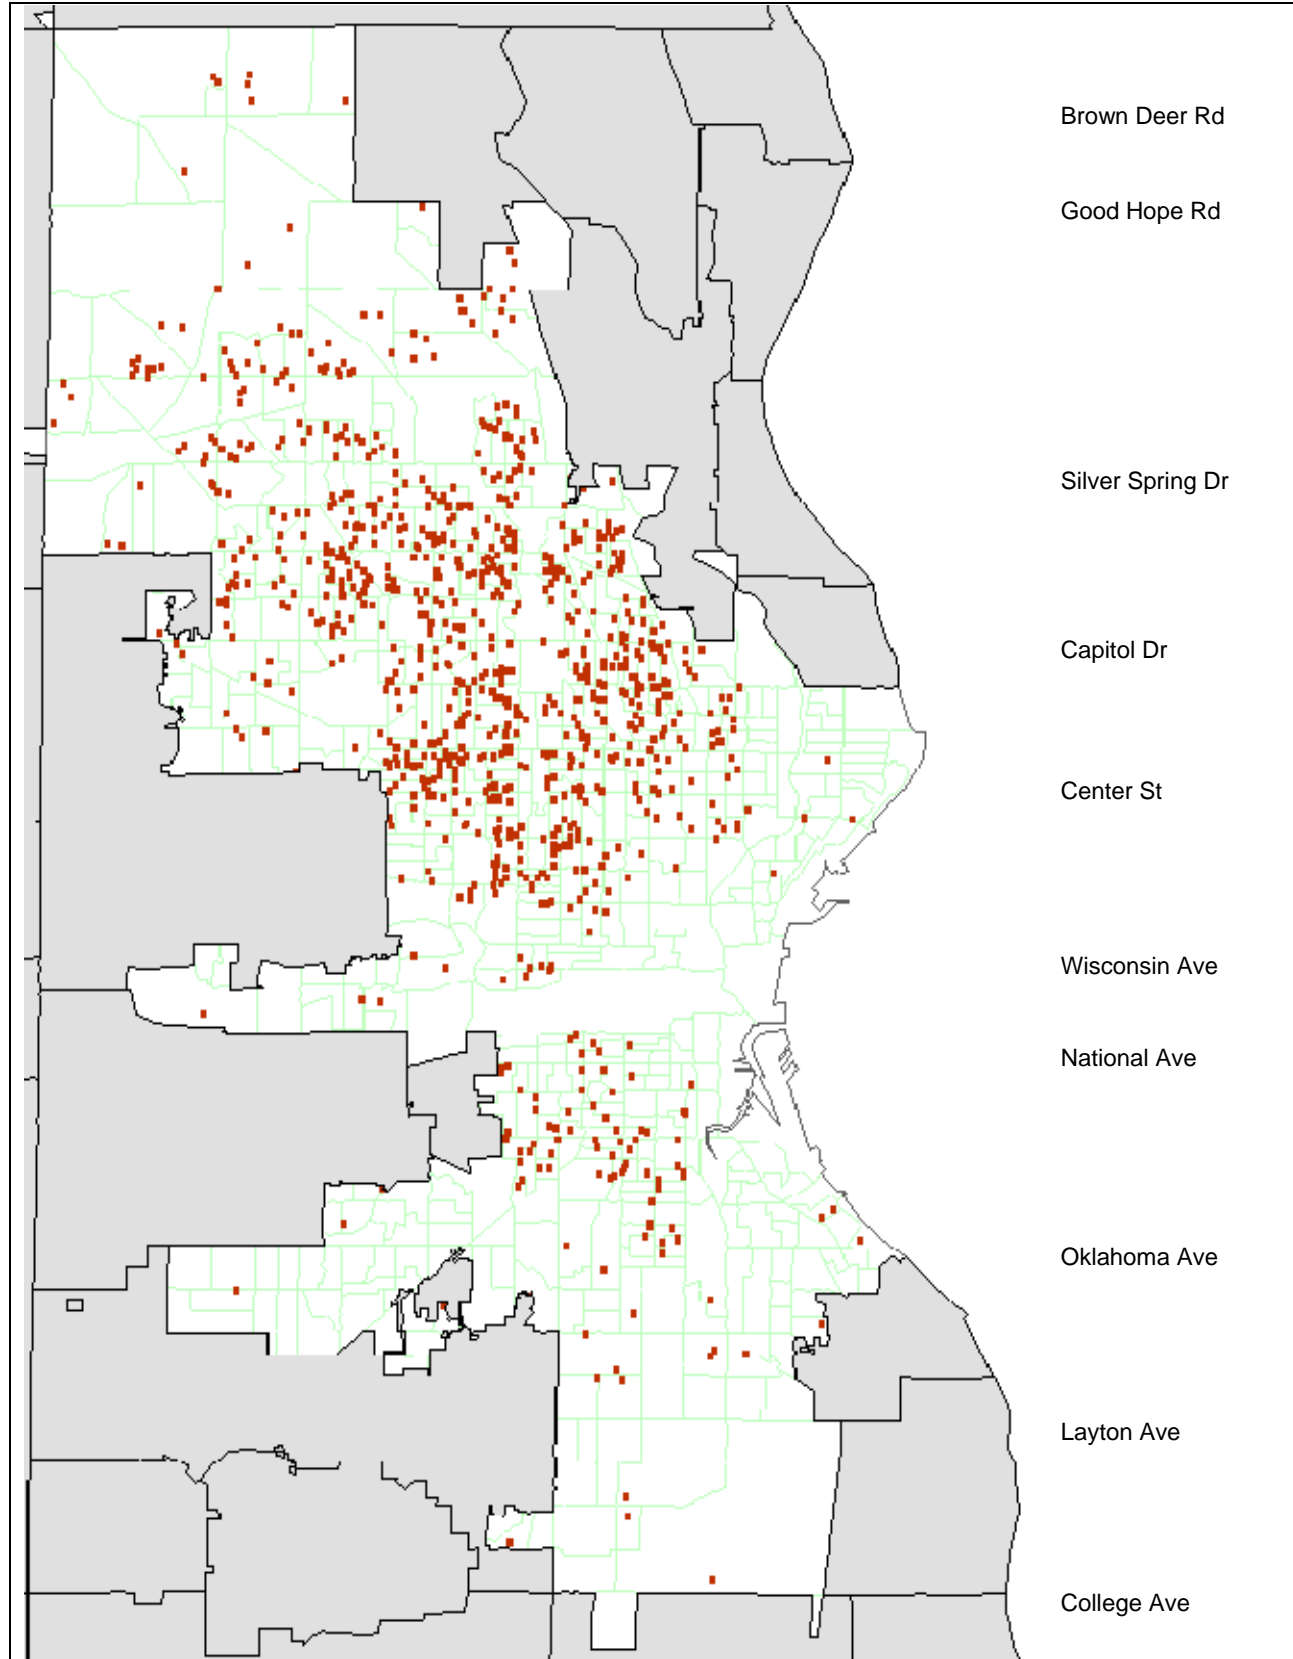 Brown Deer Rd
Good Hope Rd
Silver Spring Dr
Capitol Dr
Center St
Wisconsin Ave
National Ave
Oklahoma Ave
Layton Ave
College Ave